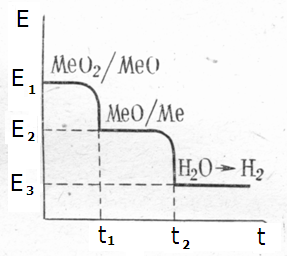 E
E₁ MeO₂/MeO
E₂ MeO/Me
E₃ H₂O→H₂
t₁ t₂ t